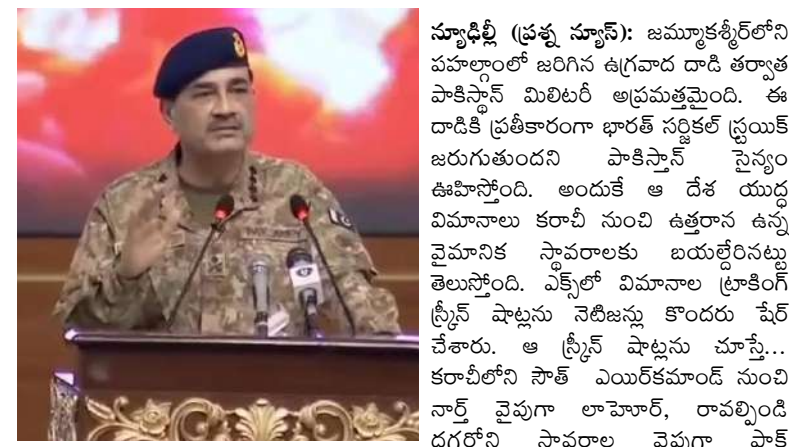 న్యూఢిల్లీ (ప్రశ్న న్యూస్): జమ్మూకశ్మీర్‌లోని
పహల్గాంలో జరిగిన ఉగ్రవాద దాడి తర్వాత
పాకిస్థాన్ మిలిటరీ అప్రమత్తమైంది. ఈ
దాడికి ప్రతీకారంగా భారత్ సర్జికల్ స్ట్రయిక్
జరుగుతుందని పాకిస్తాన్ సైన్యం
ఊహిస్తోంది. అందుకే ఆ దేశ యుద్ధ
విమానాలు కరాచీ నుంచి ఉత్తరాన ఉన్న
వైమానిక స్థావరాలకు బయల్దేరినట్టు
తెలుస్తోంది. ఎక్స్‌లో విమానాల ట్రాకింగ్
స్క్రీన్ షాట్లను నెటిజన్లు కొందరు షేర్
చేశారు. ఆ స్క్రీన్ షాట్లను చూస్తే...
కరాచీలోని సౌత్ ఎయిర్‌కమాండ్ నుంచి
నార్త్ వైపుగా లాహెూర్, రావల్పిండి
దగ్గరోని స్థావరాల వైపుగా పాక్